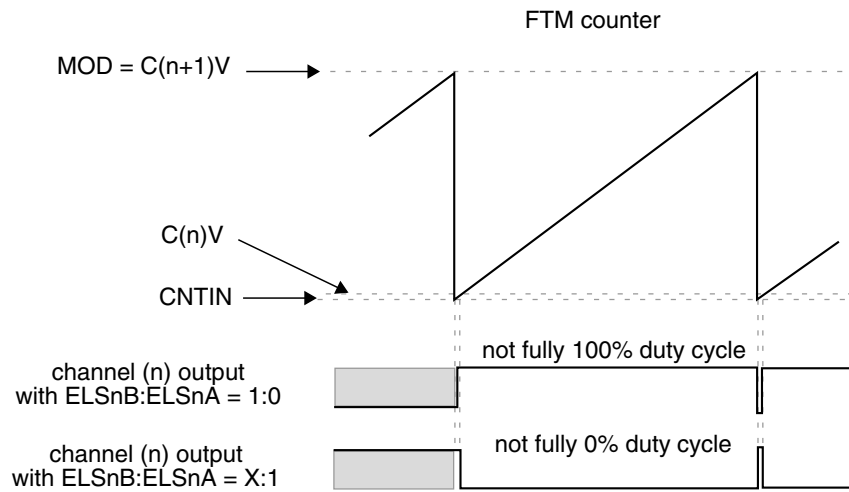 FTM counter
MOD = C(n+1)V
C(n)V
CNTIN
not fully 100% duty cycle
channel (n) output
with ELSnB:ELSnA = 1:0
not fully 0% duty cycle
channel (n) output
with ELSnB:ELSnA = X:1